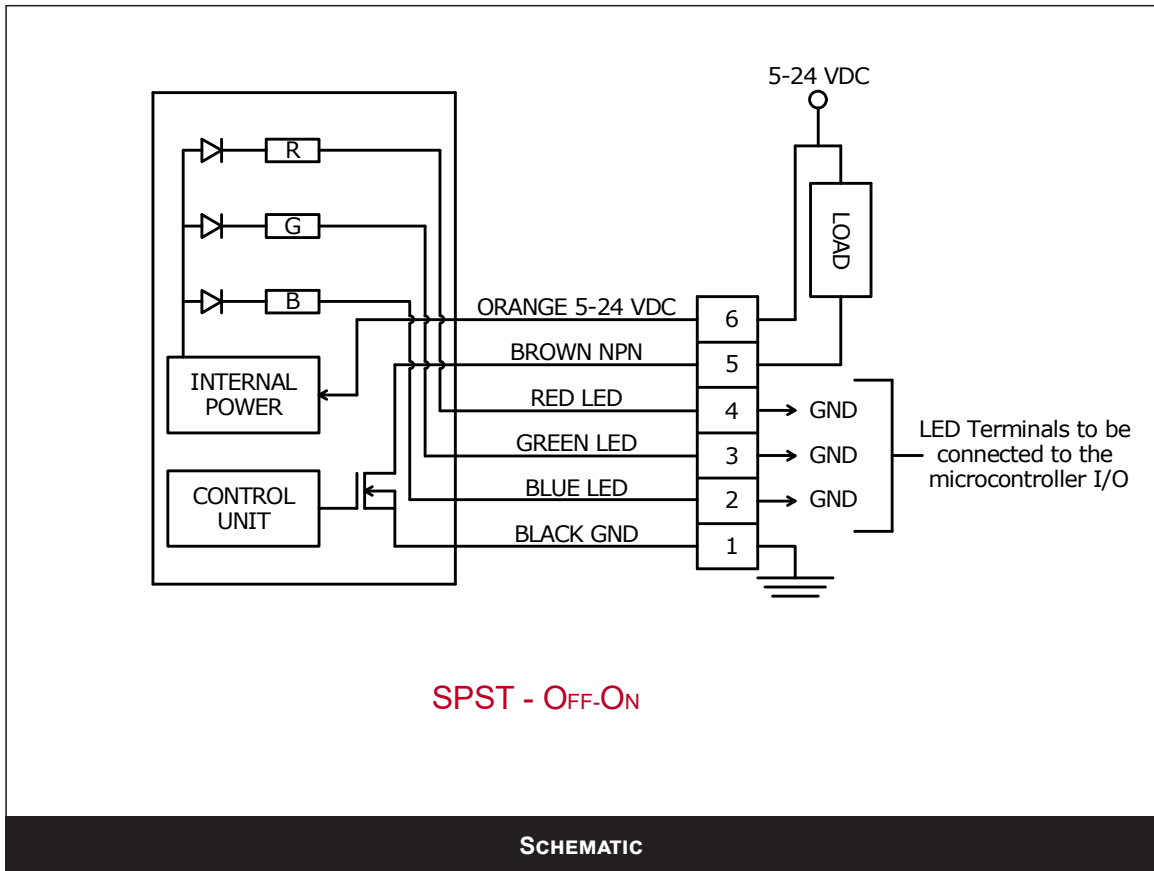 5-24 VDC
R
G
B
LOAD
ORANGE 5-24 VDC
6
BROWN NPN
5
INTERNAL
POWER
RED LED
4
GND
GREEN LED
3
GND
LED Terminals to be
connected to the
microcontroller I/O
CONTROL
UNIT
BLUE LED
2
GND
BLACK GND
1
SPST - OFF-ON
SCHEMATIC